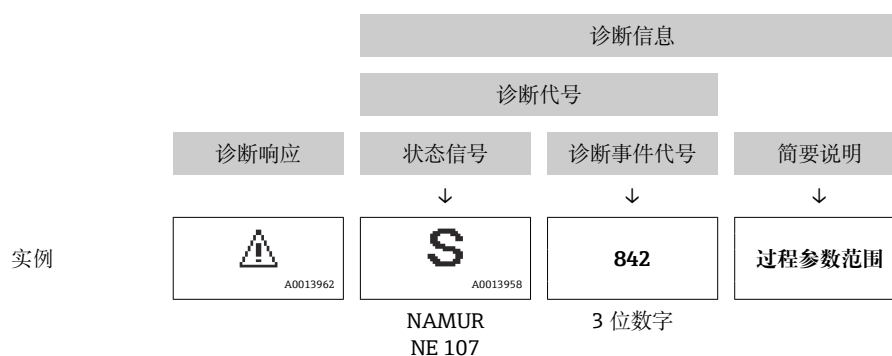 诊断信息
诊断代号
诊断响应 状态信号 诊断事件代号 简要说明
↓ ↓ ↓
实例 S 842 过程参数范围
A0013962 A0013958
NAMUR 3 位数字
NE 107